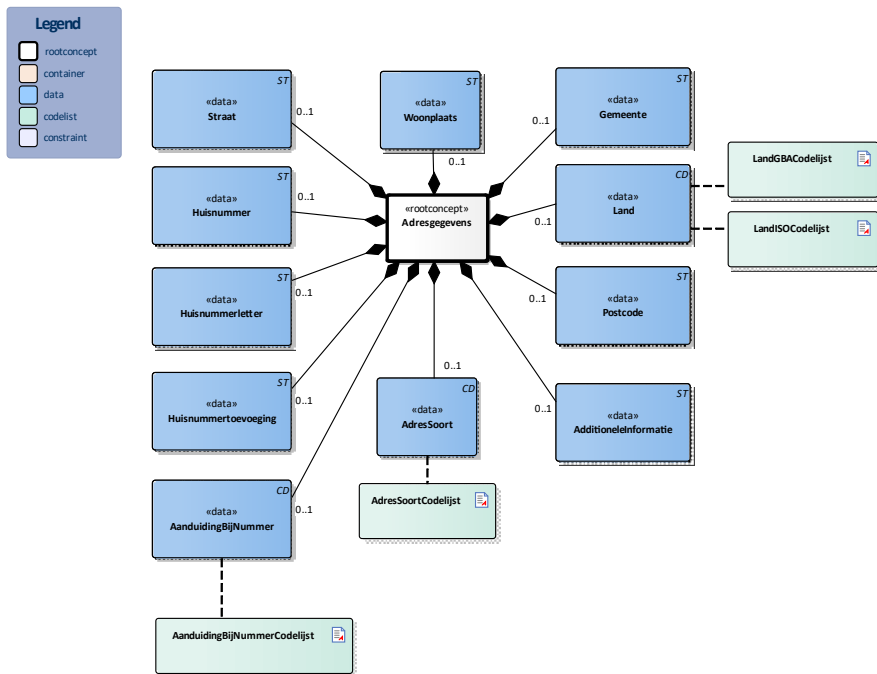 Legend
rootconcept
container
data
codelist
constraint
ST
«data»
Straat
0..1
ST
«data»
Woonplaats
0..1
ST
«data»
Gemeente
0..1
ST
«data»
Huisnummer
0..1
«rootconcept»
Adresgegevens
CD
«data»
Land
0..1
LandGBACodelijst
LandISOCodelijst
ST
«data»
Huisnummerletter
0..1
ST
«data»
Postcode
0..1
ST
«data»
Huisnummertoevoeging
0..1
CD
«data»
AdresSoort
0..1
ST
«data»
AdditioneleInformatie
0..1
CD
«data»
AanduidingBijNummer
0..1
AdresSoortCodelijst
AanduidingBijNummerCodelijst